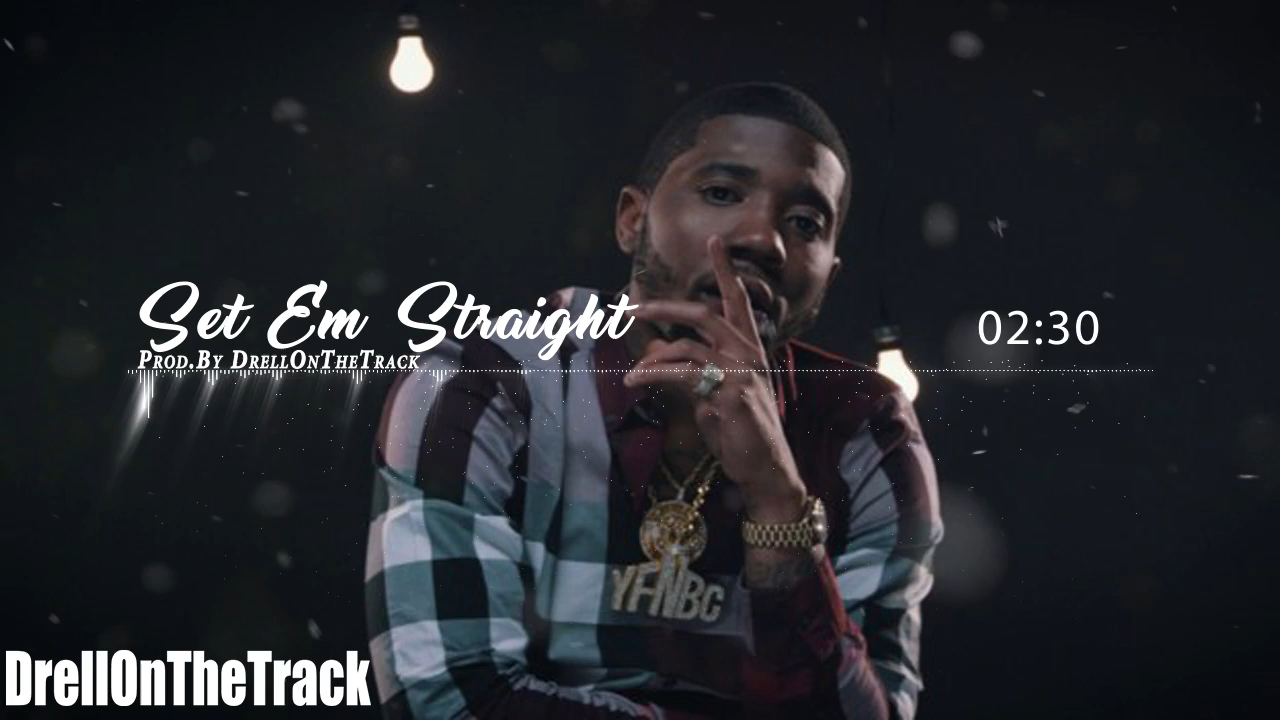 Set Em Straight
Prod.By DrellOnTheTrack
02:30
YFNBC
DrellOnTheTrack